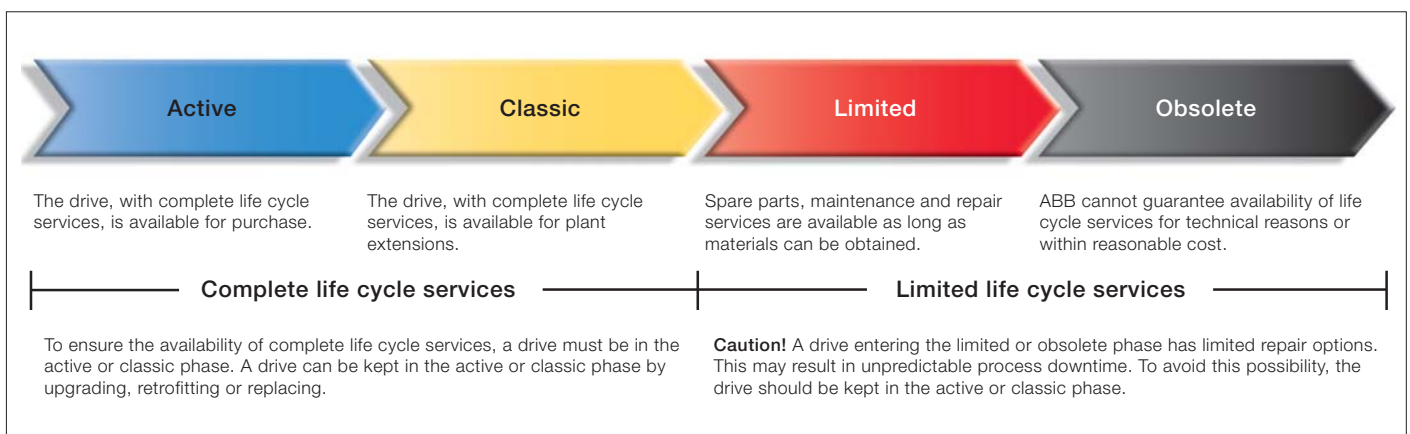 Active
Classic
Limited
Obsolete
The drive, with complete life cycle
services, is available for purchase.
The drive, with complete life cycle
services, is available for plant
extensions.
Spare parts, maintenance and repair
services are available as long as
materials can be obtained.
ABB cannot guarantee availability of life
cycle services for technical reasons or
within reasonable cost.
Complete life cycle services
Limited life cycle services
To ensure the availability of complete life cycle services, a drive must be in the
active or classic phase. A drive can be kept in the active or classic phase by
upgrading, retrofitting or replacing.
Caution! A drive entering the limited or obsolete phase has limited repair options.
This may result in unpredictable process downtime. To avoid this possibility, the
drive should be kept in the active or classic phase.